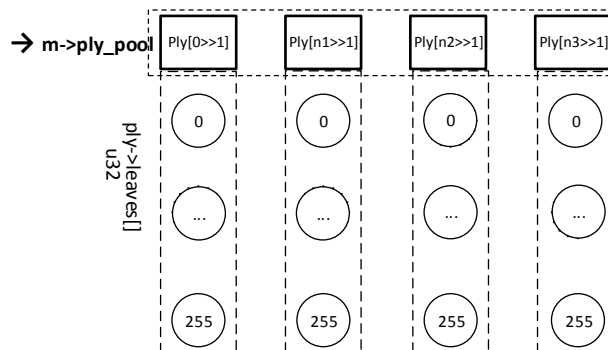 → m->ply_pool
Ply[0>>1] Ply[n1>>1] Ply[n2>>1] Ply[n3>>1]
ply->leaves[]
u32
0 0 0 0
... ... ... ...
255 255 255 255